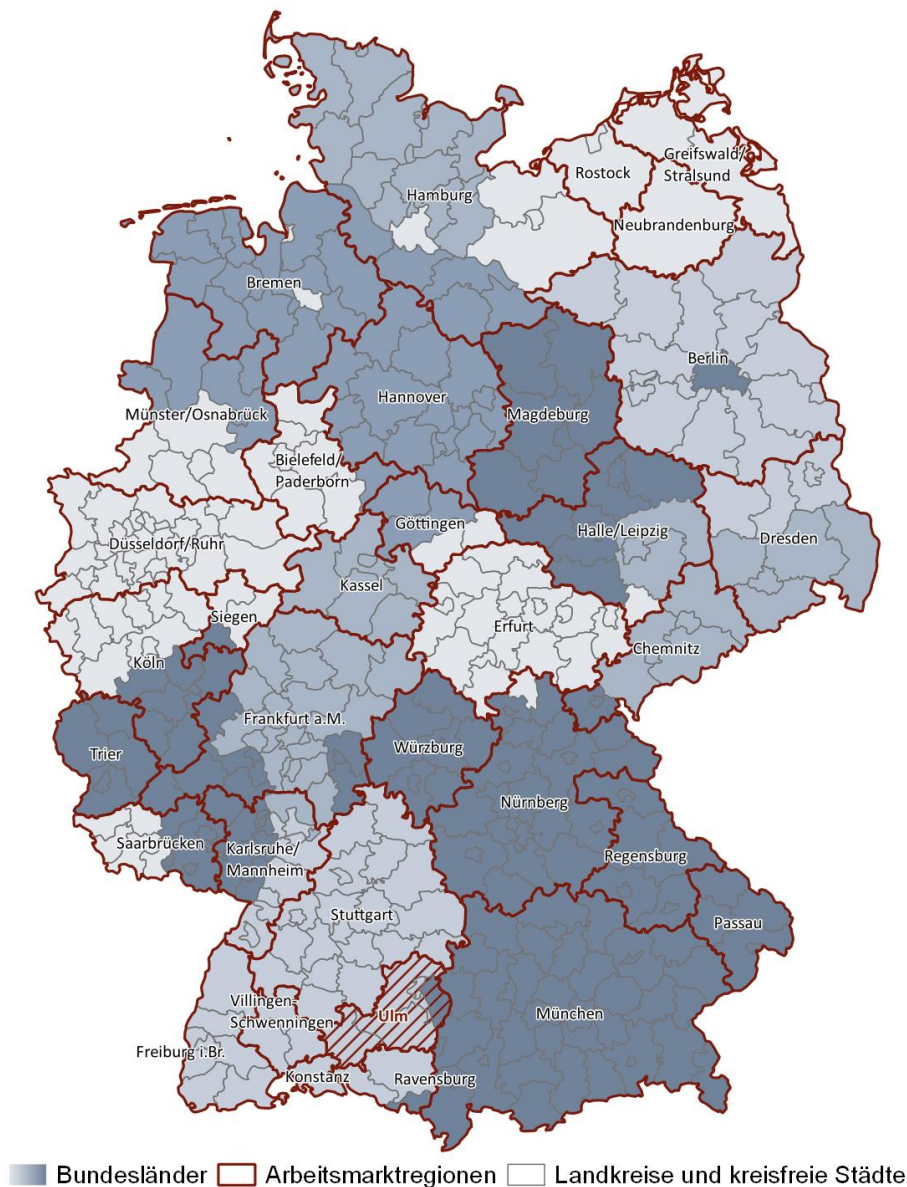 Greifswald/
Stralsund
Rostock
Hamburg
Neubrandenburg
Bremen
Berlin
Hannover
Magdeburg
Münster/Osnabrück
Bielefeld/
Paderborn
Göttingen
Halle/Leipzig
Düsseldorf/Ruhr
Dresden
Kassel
Siegen
Erfurt
Chemnitz
Köln
Frankfurt a.M.
Trier
Würzburg
Nürnberg
Saarbrücken
Karlsruhe/
Mannheim
Regensburg
Stuttgart
Passau
Villingen-
Schwenningen
Ulm
München
Freiburg i.Br.
Konstanz
Ravensburg
Bundesländer Arbeitsmarktregionen Landkreise und kreisfreie Städte